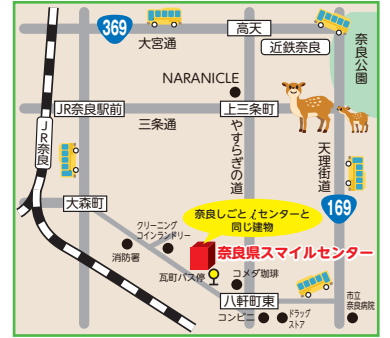 369
大宮通
高天
近鉄奈良
奈良公園
NARANICLE
JR奈良駅前
上三条町
三条通
JR奈良
やすらぎの道
天理街道
大森町
169
奈良しごとiセンターと
同じ建物
クリーニング
コインランドリー
消防署
奈良県スマイルセンター
瓦町バス停
コメダ珈琲
八軒町東
市立
奈良病院
コンビニ
ドラッグ
ストア